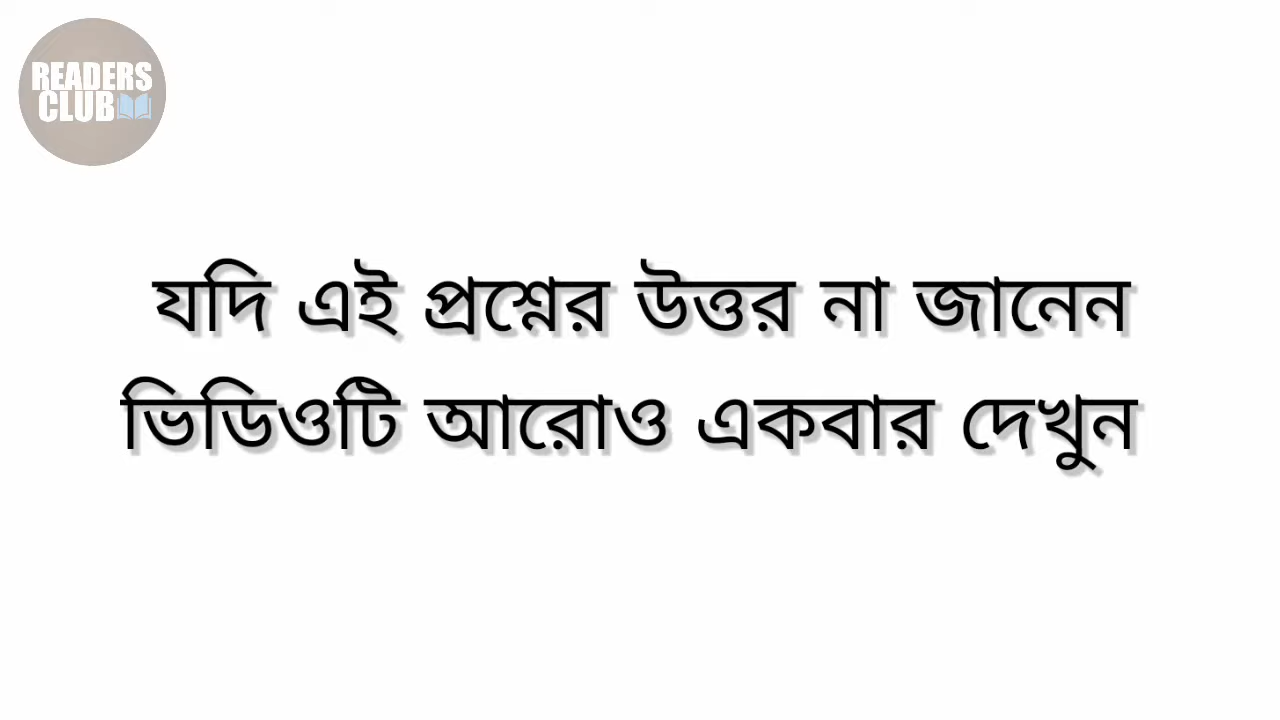 READERS
CLUB
যদি এই প্রশ্নের উত্তর না জানেন
ভিডিওটি আরোও একবার দেখুন